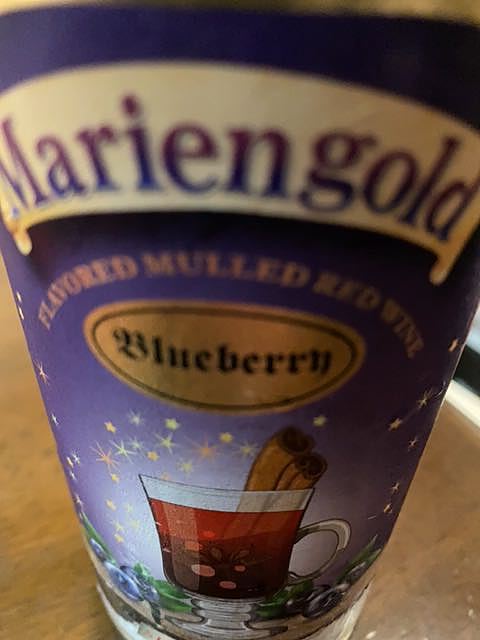 Mariengold
FLAVORED MULLED RED WINE
Blueberry